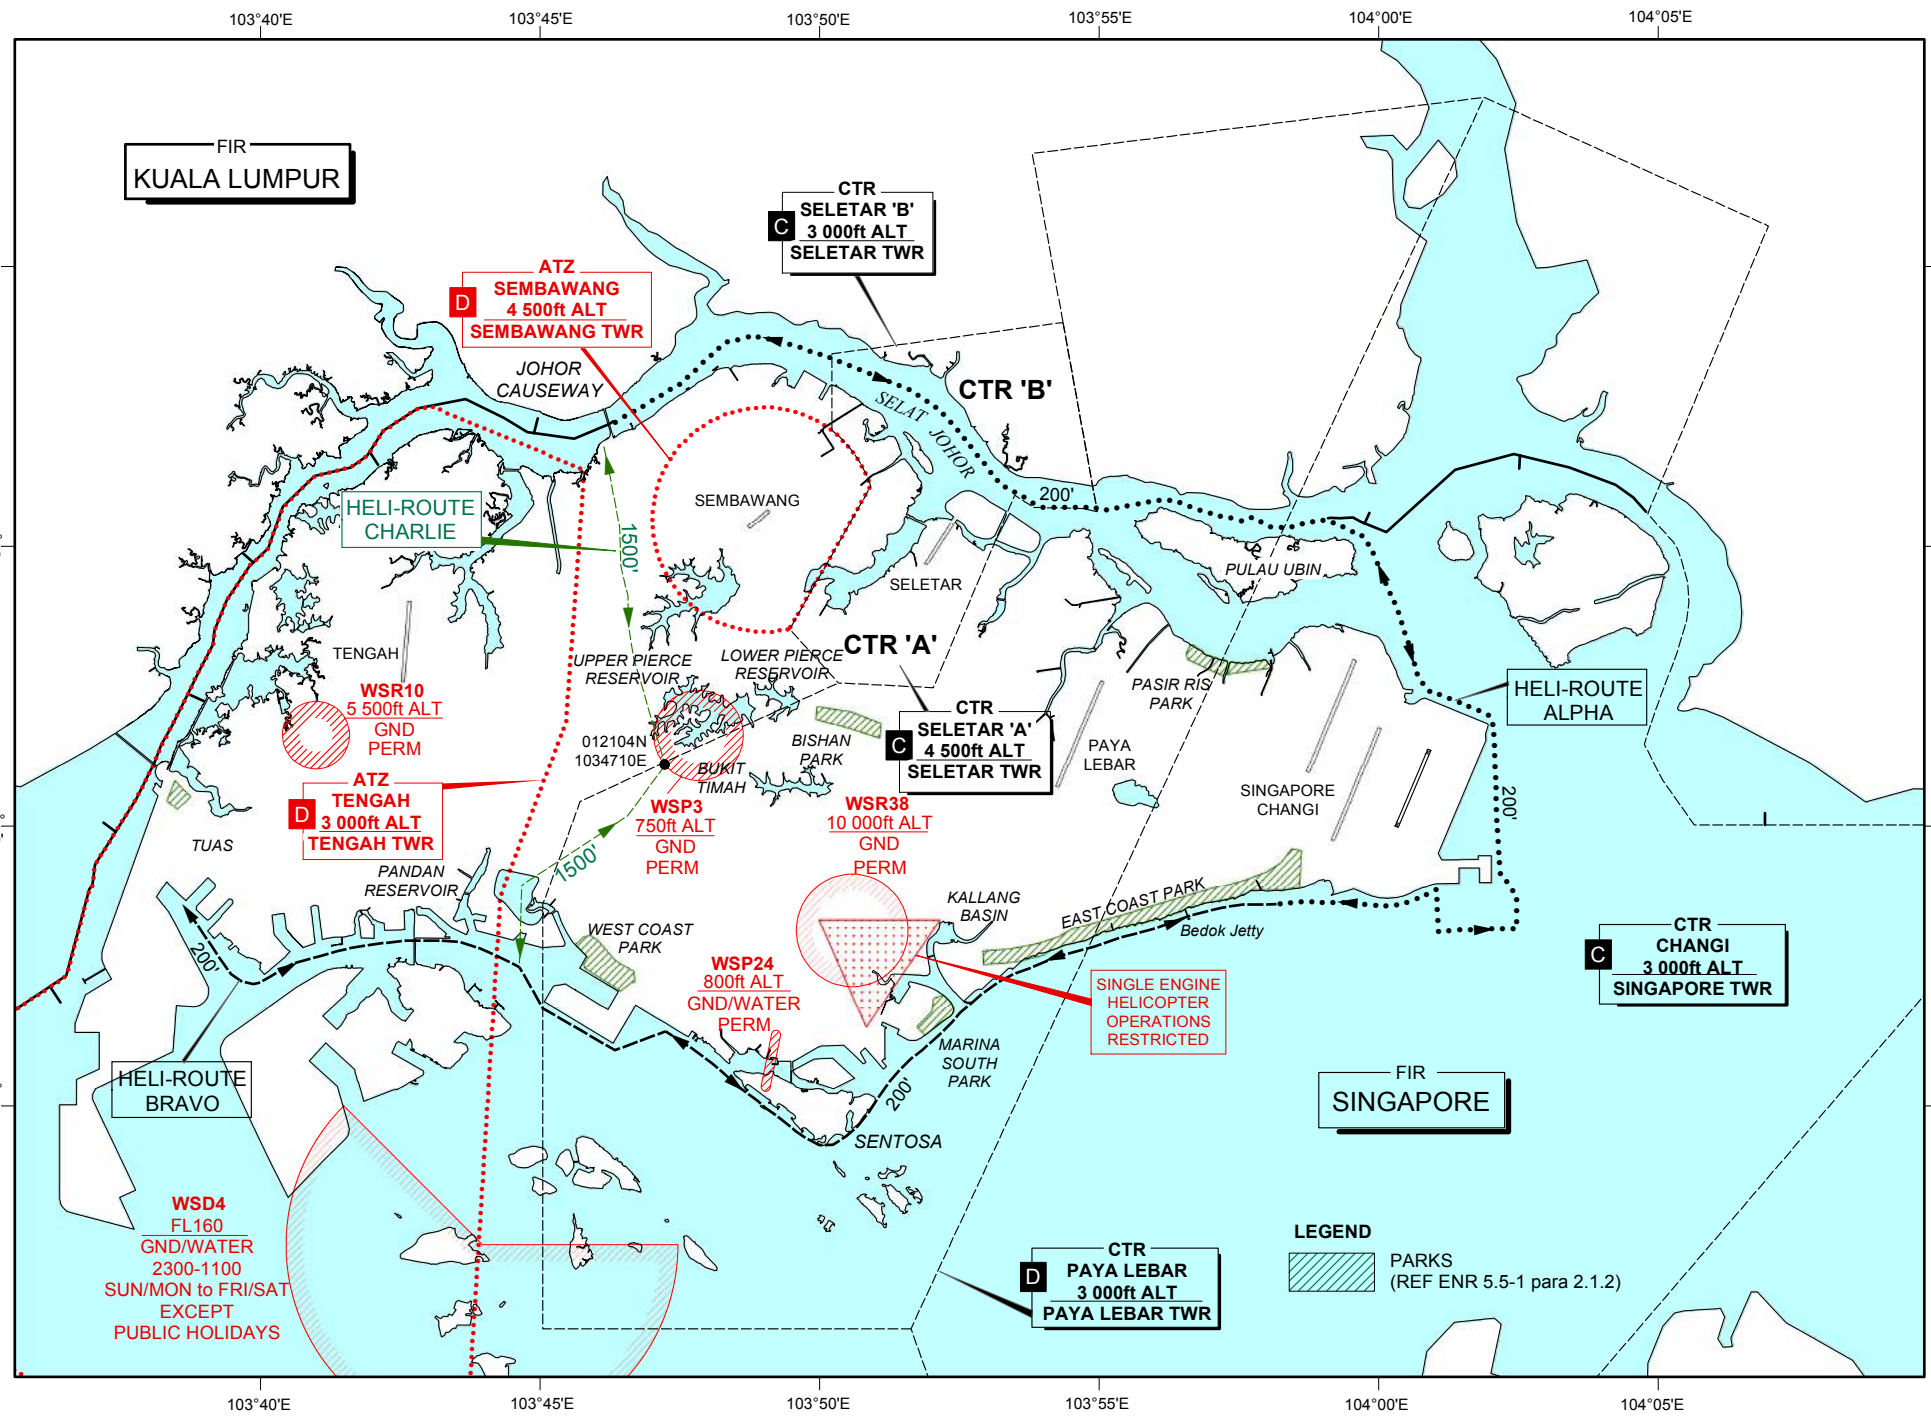 103°40'E
103°45'E
103°50'E
103°55'E
104°00'E
104°05'E
FIR
KUALA LUMPUR
CTR
SELETAR 'B'
C
3 000ft ALT
SELETAR TWR
ATZ
SEMBAWANG
D
4 500ft ALT
SEMBAWANG TWR
JOHOR
CAUSEWAY
CTR 'B'
SELAT JOHOR
HELI-ROUTE
CHARLIE
1500'
SEMBAWANG
200'
SELETAR
PULAU UBIN
TENGAH
UPPER PIERCE
RESERVOIR
LOWER PIERCE
RESERVOIR
CTR 'A'
WSR10
5 500ft ALT
GND
PERM
PASIR RIS
PARK
HELI-ROUTE
ALPHA
CTR
SELETAR 'A'
C
4 500ft ALT
SELETAR TWR
012104N
1034710E
BISHAN
PARK
PAYA
LEBAR
BUKIT
TIMAH
ATZ
TENGAH
D
3 000ft ALT
TENGAH TWR
WSP3
750ft ALT
GND
PERM
WSR38
10 000ft ALT
GND
PERM
SINGAPORE
CHANGI
200'
TUAS
1500'
PANDAN
RESERVOIR
KALLANG
BASIN
EAST COAST PARK
Bedok Jetty
WEST COAST
PARK
200'
WSP24
800ft ALT
GND/WATER
PERM
SINGLE ENGINE
HELICOPTER
OPERATIONS
RESTRICTED
CTR
CHANGI
C
3 000ft ALT
SINGAPORE TWR
MARINA
SOUTH
PARK
200'
HELI-ROUTE
BRAVO
FIR
SINGAPORE
SENTOSA
WSD4
FL160
GND/WATER
2300-1100
SUN/MON to FRI/SAT
EXCEPT
PUBLIC HOLIDAYS
CTR
PAYA LEBAR
D
3 000ft ALT
PAYA LEBAR TWR
LEGEND
PARKS
(REF ENR 5.5-1 para 2.1.2)
103°40'E
103°45'E
103°50'E
103°55'E
104°00'E
104°05'E